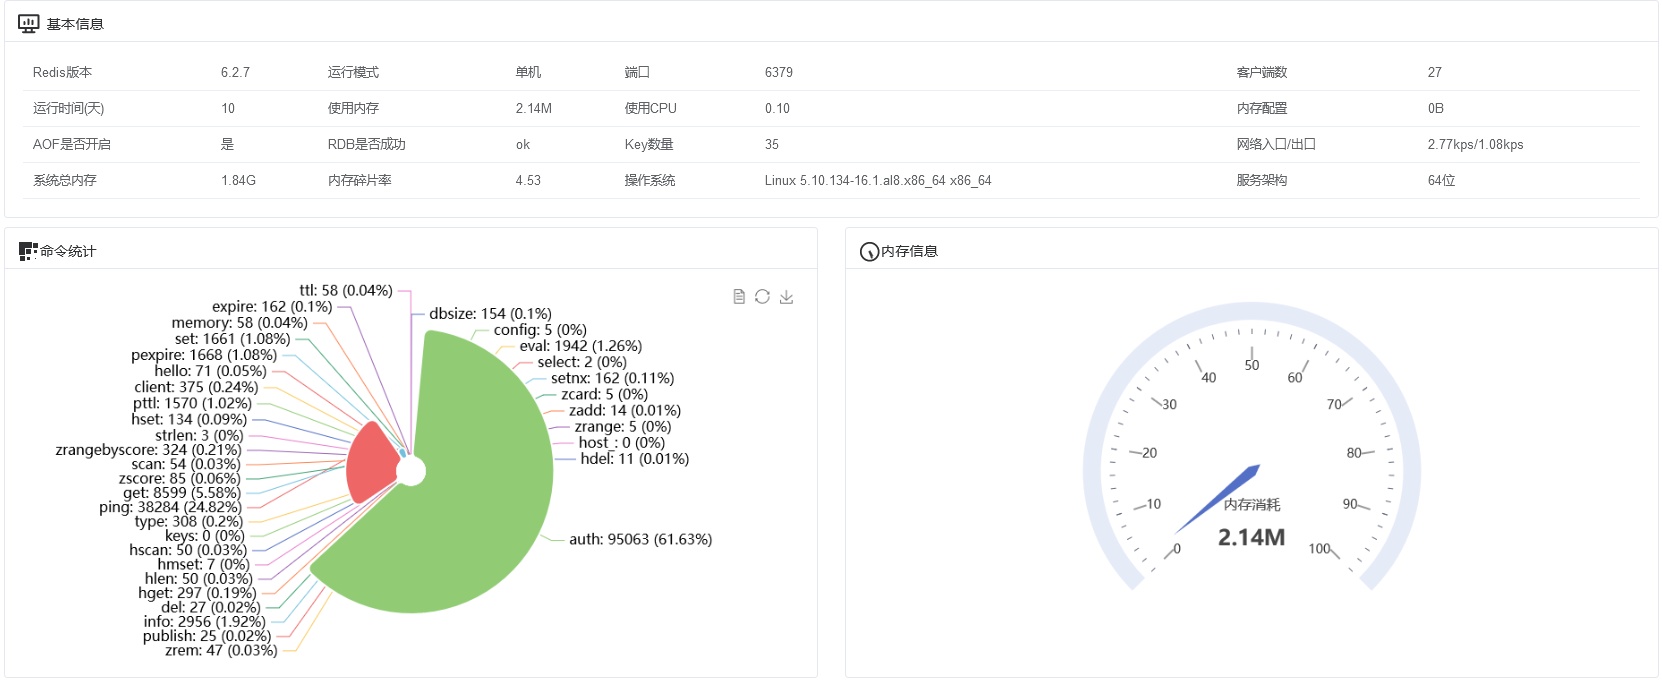 基本信息
Redis版本 6.2.7 运行模式 单机 端口 6379 客户端数 27
运行时间(天) 10 使用内存 2.14M 使用CPU 0.10 内存配置 0B
AOF是否开启 是 RDB是否成功 ok Key数量 35 网络入口/出口 2.77kps/1.08kps
系统总内存 1.84G 内存碎片率 4.53 操作系统 Linux 5.10.134-16.1.al8.x86_64 x86_64 服务架构 64位
命令统计
ttl: 58 (0.04%)
expire: 162 (0.1%)
memory: 58 (0.04%)
set: 1661 (1.08%)
pexpire: 1668 (1.08%)
hello: 71 (0.05%)
client: 375 (0.24%)
pttl: 1570 (1.02%)
hset: 134 (0.09%)
strlen: 3 (0%)
zrangebyscore: 324 (0.21%)
scan: 54 (0.03%)
zscore: 85 (0.06%)
get: 8599 (5.58%)
ping: 38284 (24.82%)
type: 308 (0.2%)
keys: 0 (0%)
hscan: 50 (0.03%)
hmset: 7 (0%)
hlen: 50 (0.03%)
hget: 297 (0.19%)
del: 27 (0.02%)
info: 2956 (1.92%)
publish: 25 (0.02%)
zrem: 47 (0.03%)
dbsize: 154 (0.1%)
config: 5 (0%)
eval: 1942 (1.26%)
select: 2 (0%)
setnx: 162 (0.11%)
zcard: 5 (0%)
zadd: 14 (0.01%)
zrange: 5 (0%)
host_: 0 (0%)
hdel: 11 (0.01%)
auth: 95063 (61.63%)
内存信息
0
10
20
30
40
50
60
70
80
90
100
内存消耗
2.14M